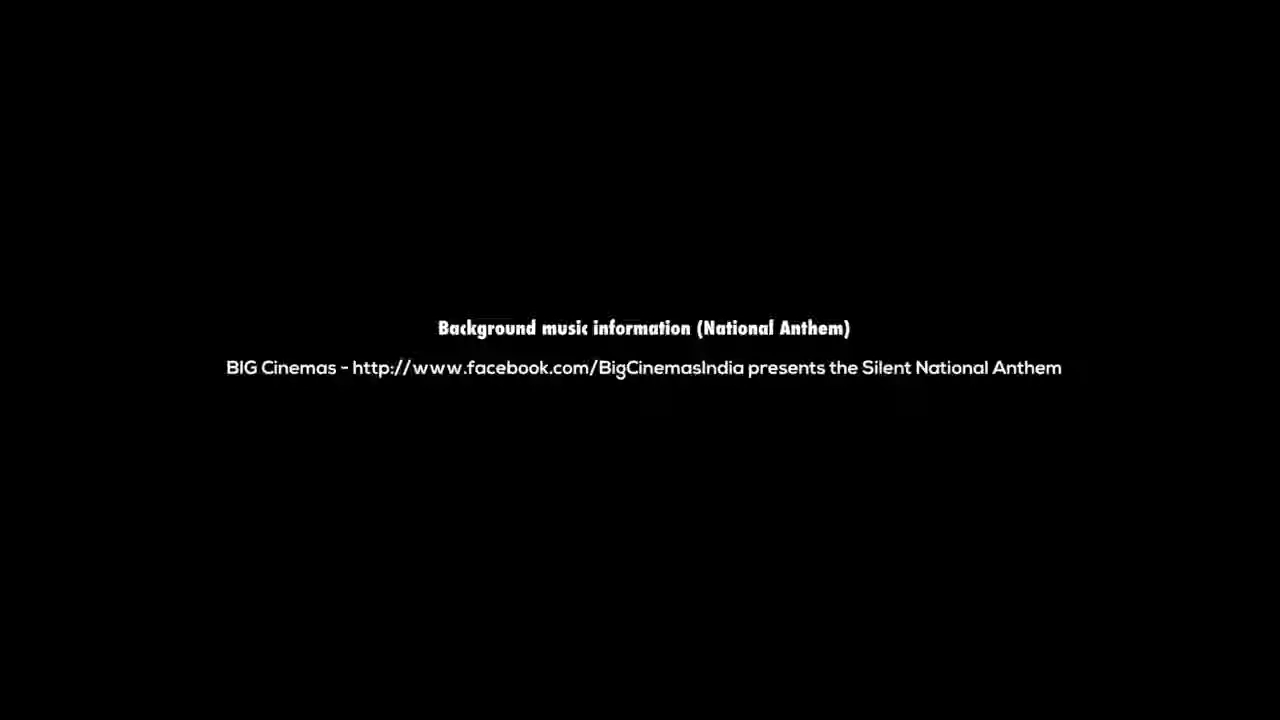 Background music information (National Anthem)
BIG Cinemas - http://www.facebook.com/BigCinemasIndia presents the Silent National Anthem